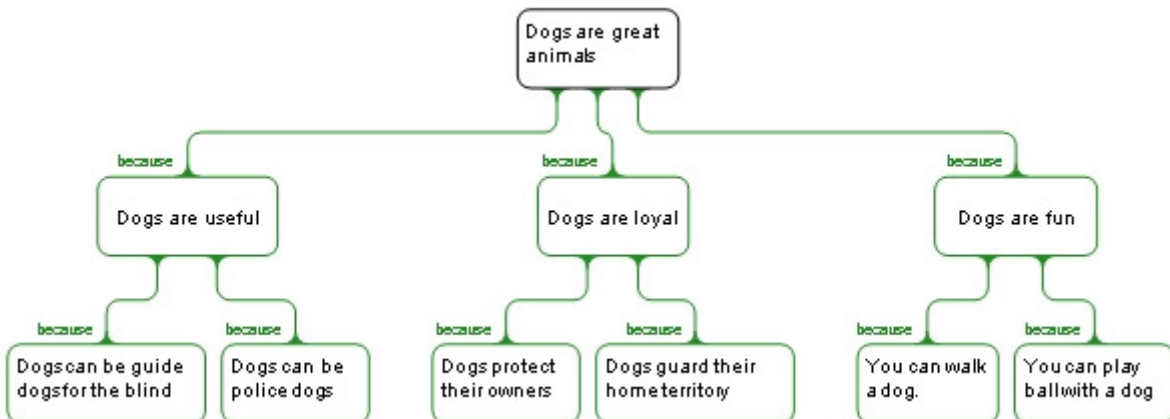 Dogs are great
animals
because
because
because
Dogs are useful
Dogs are loyal
Dogs are fun
because
because
because
because
because
because
Dogs can be guide
dogs for the blind
Dogs can be
police dogs
Dogs protect
their owners
Dogs guard their
home territory
You can walk
a dog.
You can play
ball with a dog